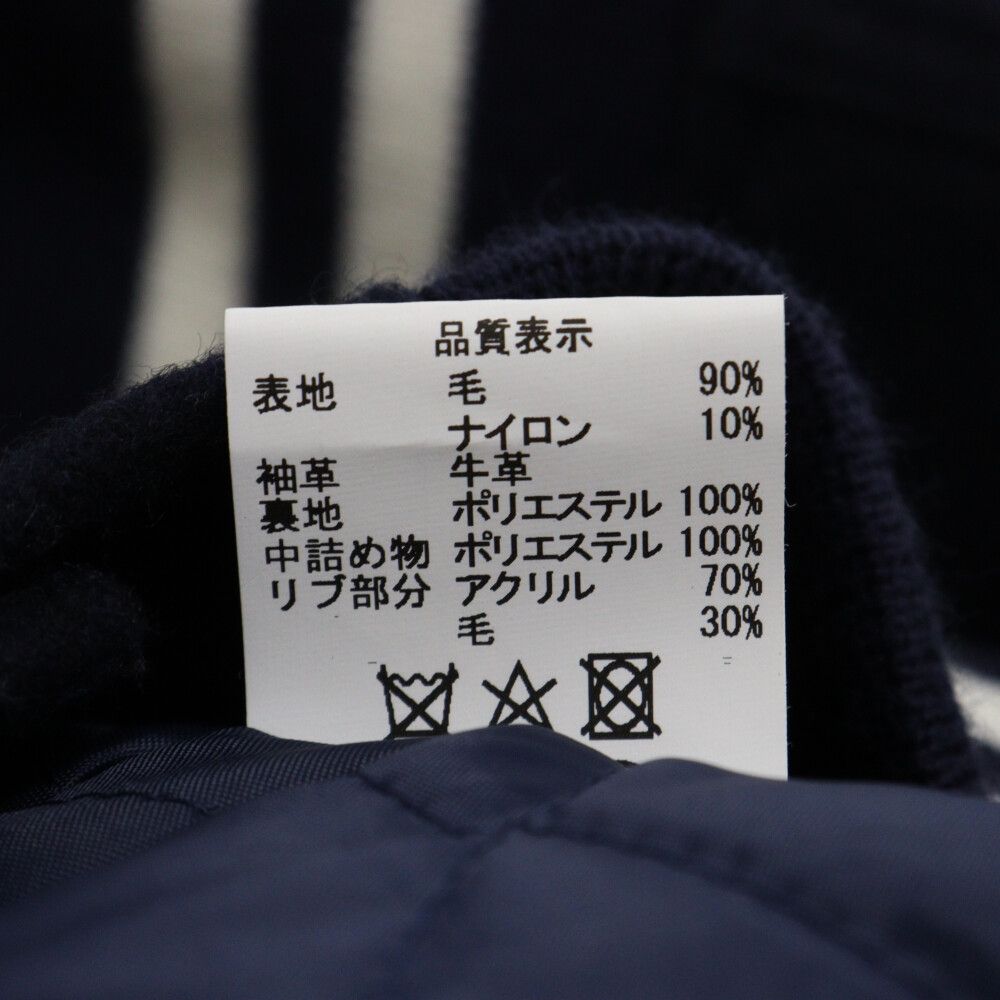 品質表示
表地 毛 90%
ナイロン 10%
袖革 牛革
裏地 ポリエステル 100%
中詰め物 ポリエステル 100%
リブ部分 アクリル 70%
毛 30%